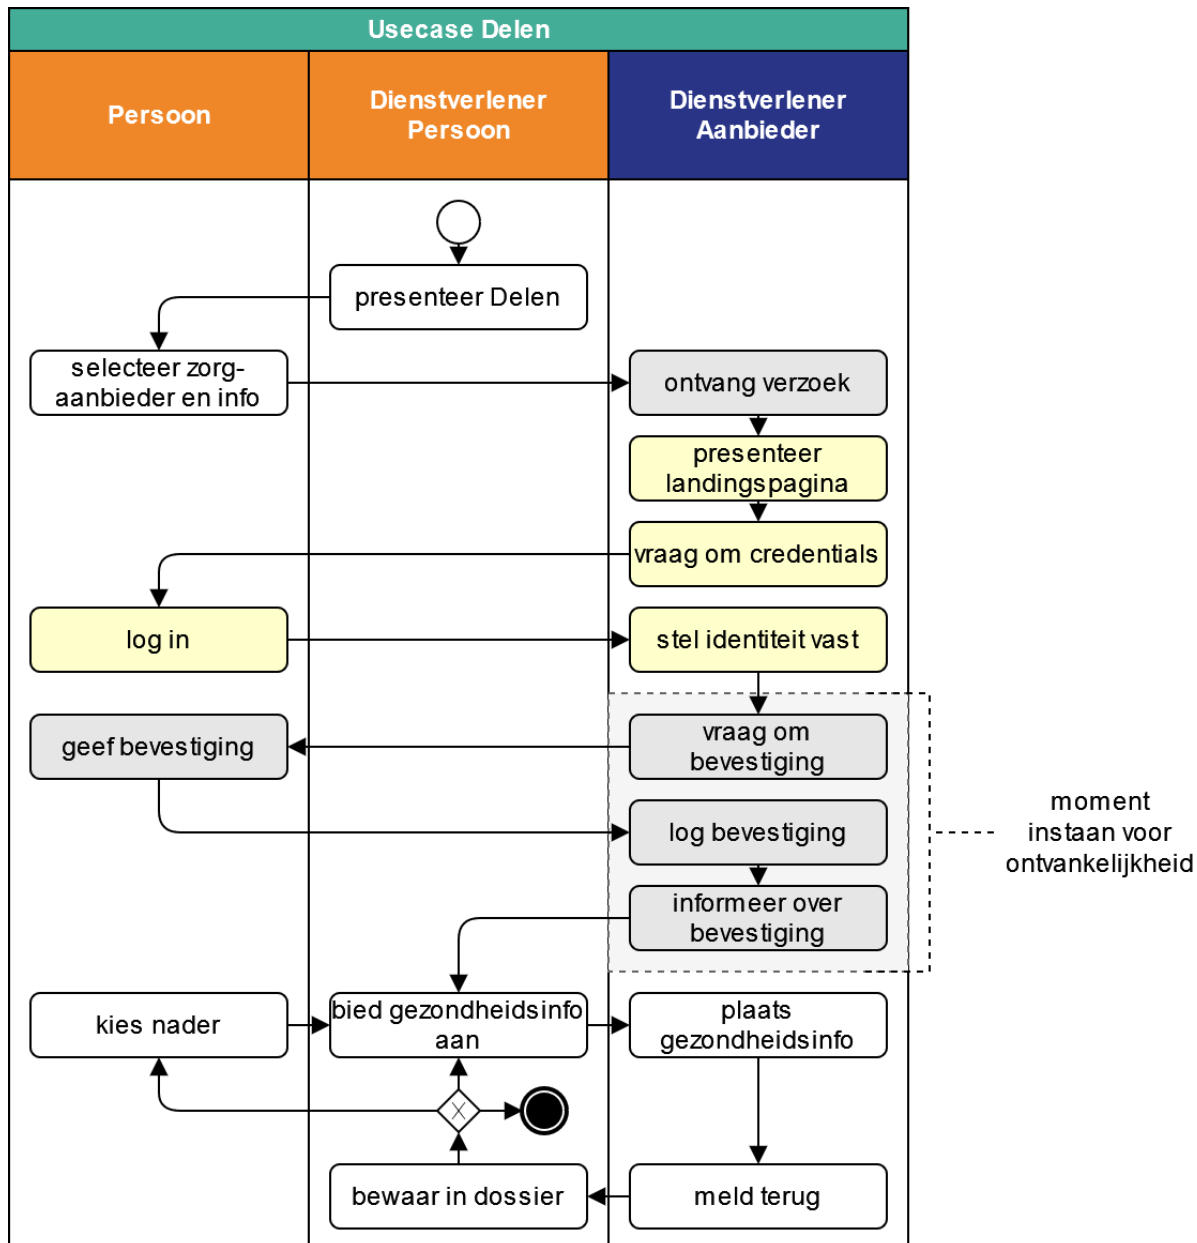 Usecase Delen
Persoon
Dienstverlener
Persoon
Dienstverlener
Aanbieder
presenteer Delen
selecteer zorg-
aanbieder en info
ontvang verzoek
presenteer
landingspagina
vraag om credentials
log in
stel identiteit vast
geef bevestiging
vraag om
bevestiging
log bevestiging
moment
instaan voor
ontvankelijkheid
informeer over
bevestiging
kies nader
bied gezondheidsinfo
aan
plaats
gezondheidsinfo
X
bewaar in dossier
meld terug